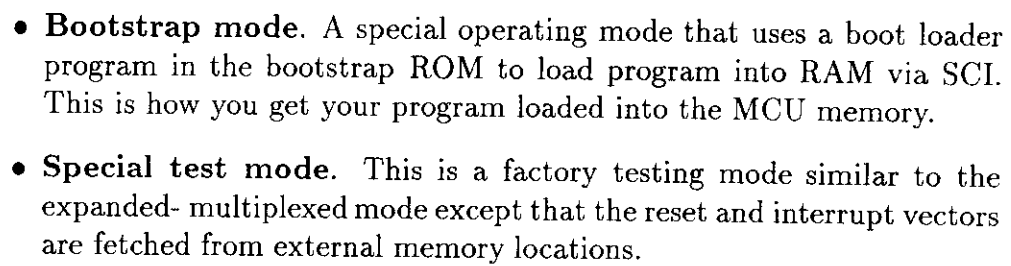 • Bootstrap mode. A special operating mode that uses a boot loader
program in the bootstrap ROM to load program into RAM via SCI.
This is how you get your program loaded into the MCU memory.
• Special test mode. This is a factory testing mode similar to the
expanded- multiplexed mode except that the reset and interrupt vectors
are fetched from external memory locations.